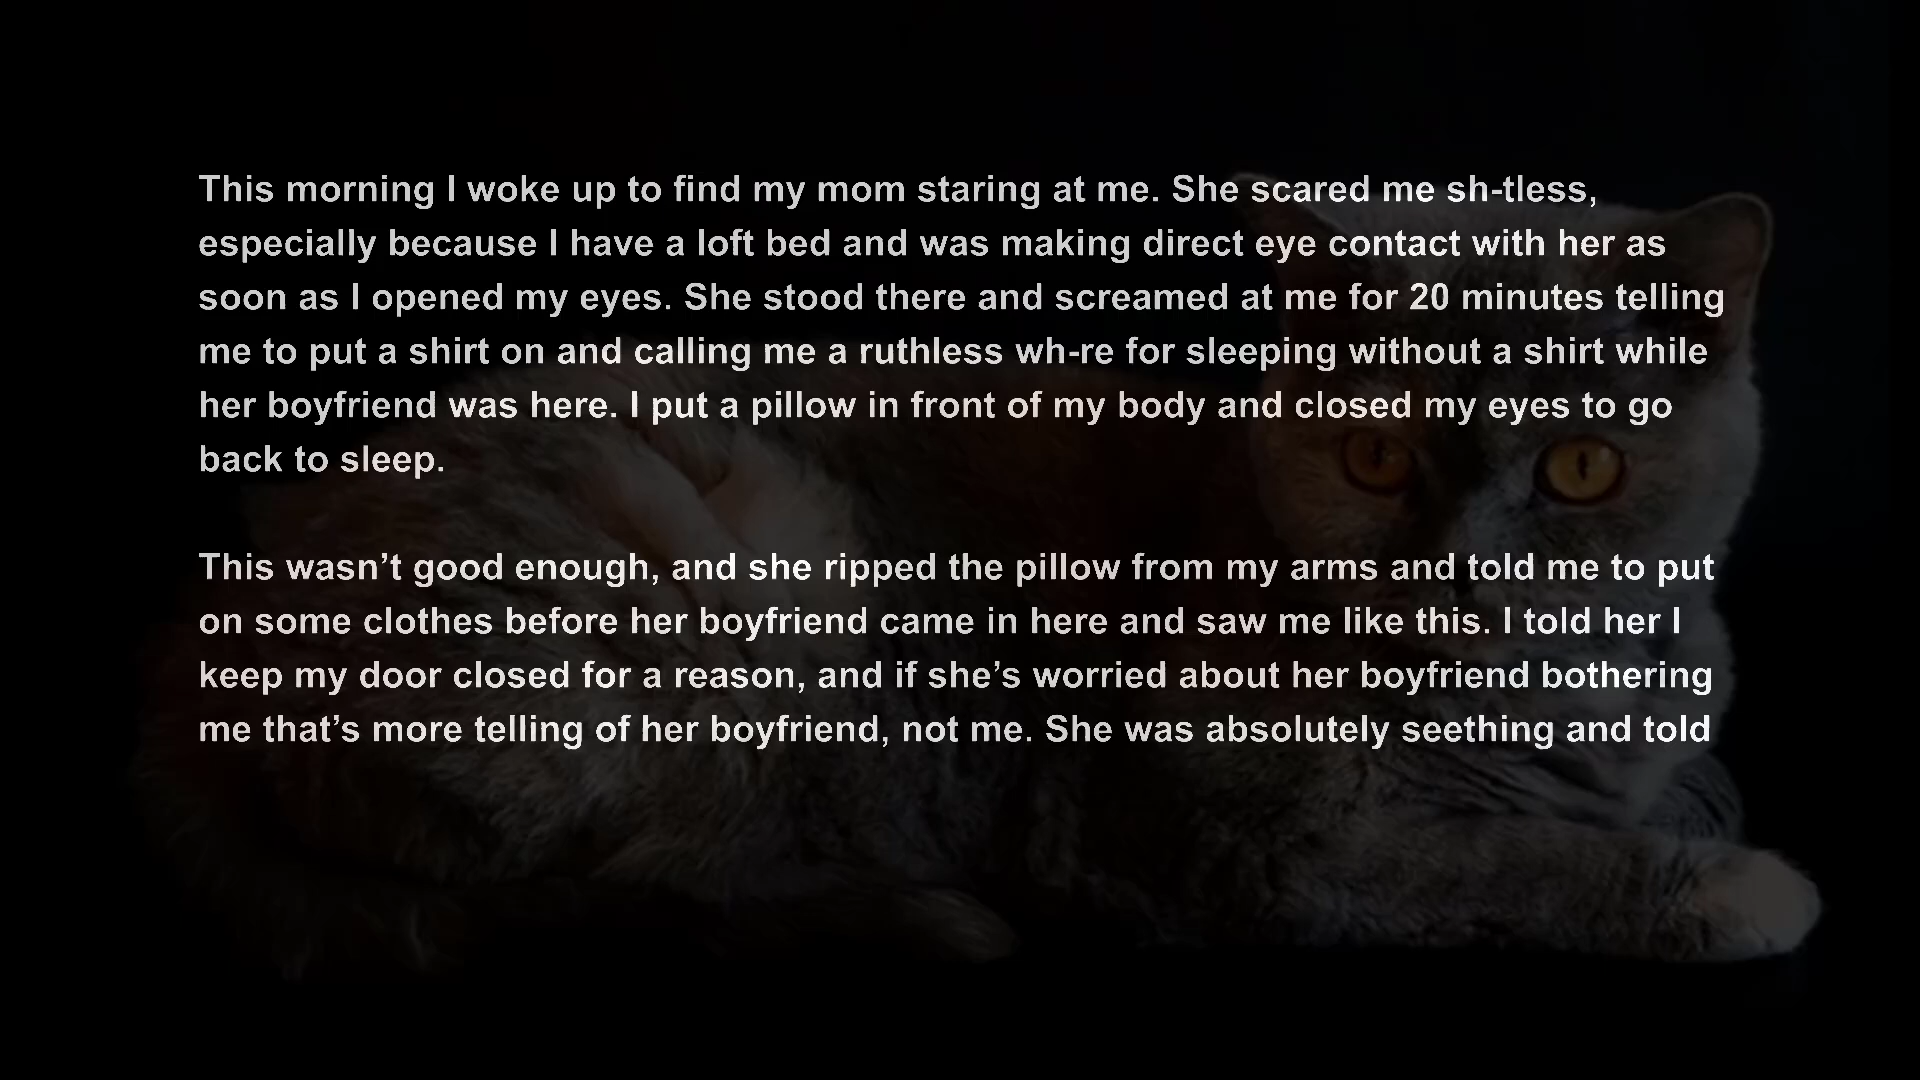 This morning I woke up to find my mom staring at me. She scared me sh-tless,
especially because I have a loft bed and was making direct eye contact with her as
soon as I opened my eyes. She stood there and screamed at me for 20 minutes telling
me to put a shirt on and calling me a ruthless wh-re for sleeping without a shirt while
her boyfriend was here. I put a pillow in front of my body and closed my eyes to go
back to sleep.
This wasn’t good enough, and she ripped the pillow from my arms and told me to put
on some clothes before her boyfriend came in here and saw me like this. I told her I
keep my door closed for a reason, and if she’s worried about her boyfriend bothering
me that’s more telling of her boyfriend, not me. She was absolutely seething and told